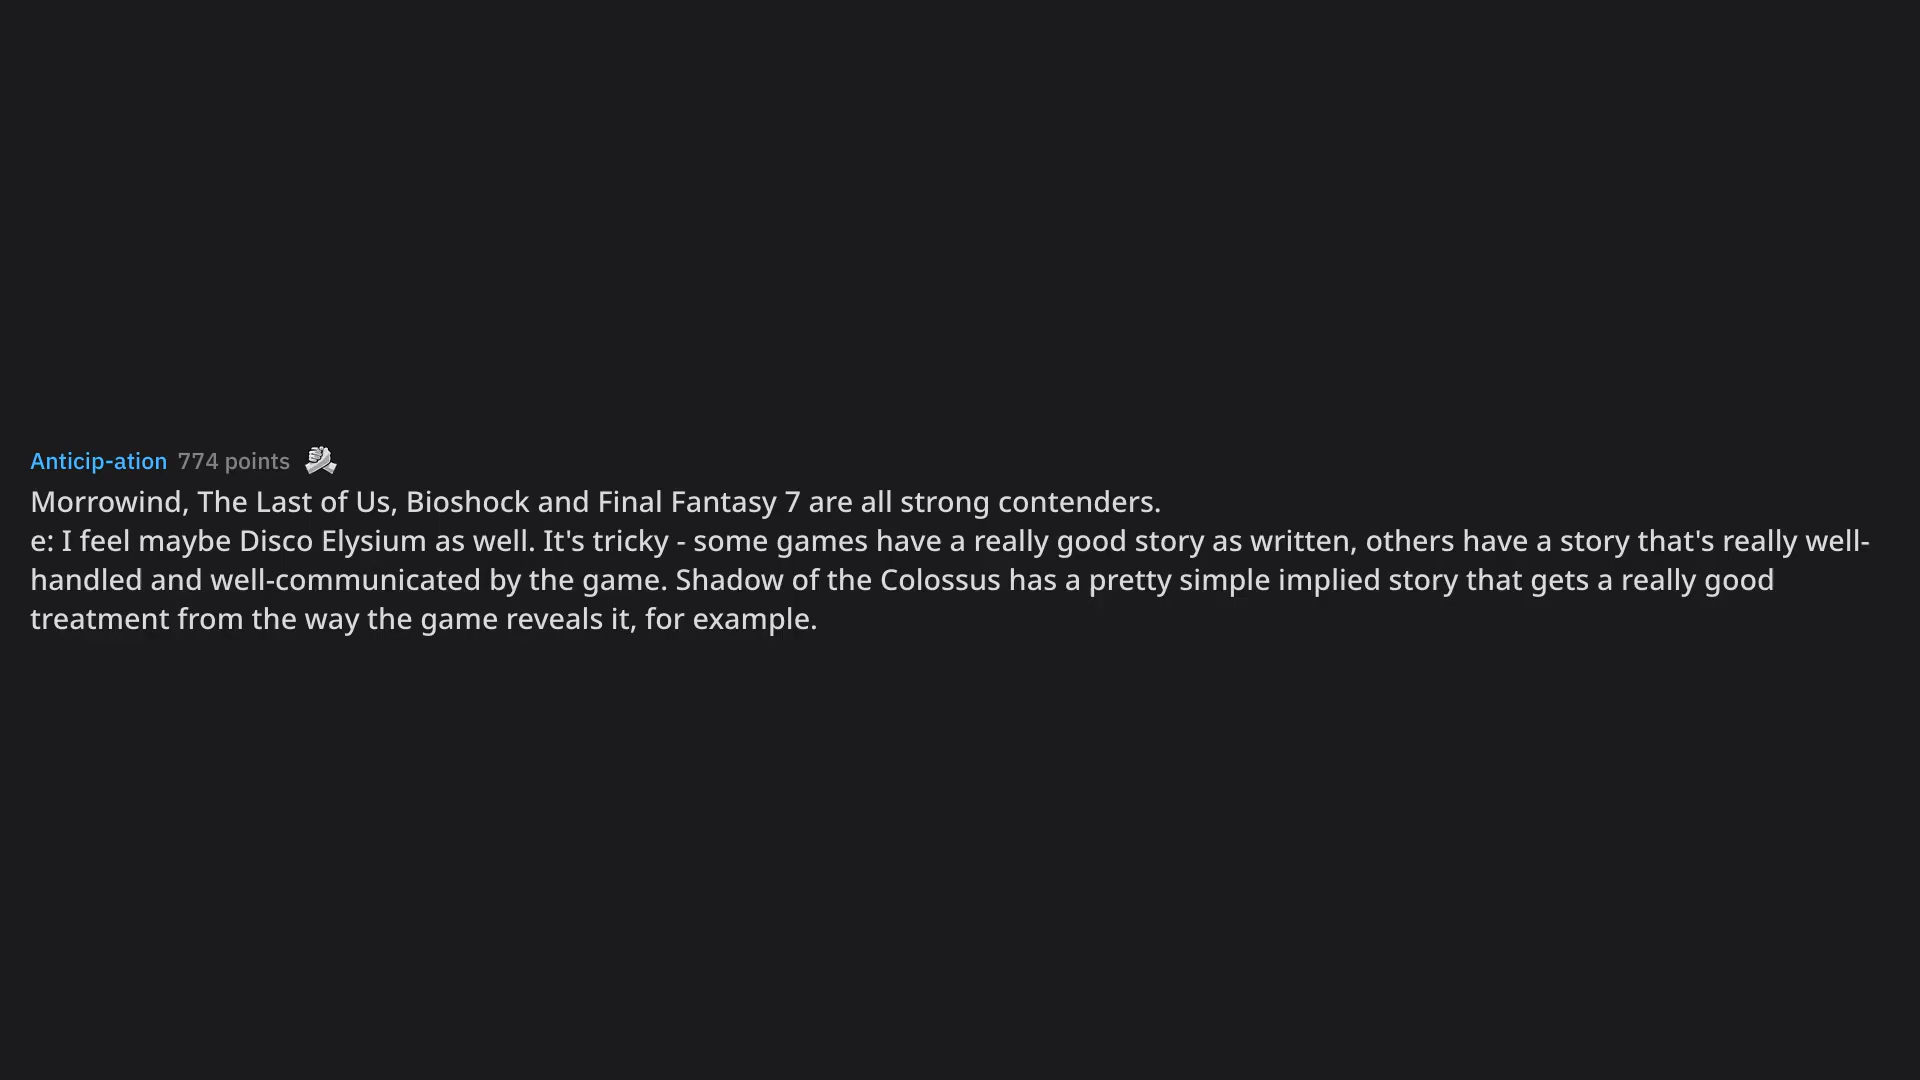 Anticip-ation 774 points
Morrowind, The Last of Us, Bioshock and Final Fantasy 7 are all strong contenders.
e: I feel maybe Disco Elysium as well. It's tricky - some games have a really good story as written, others have a story that's really well-
handled and well-communicated by the game. Shadow of the Colossus has a pretty simple implied story that gets a really good
treatment from the way the game reveals it, for example.